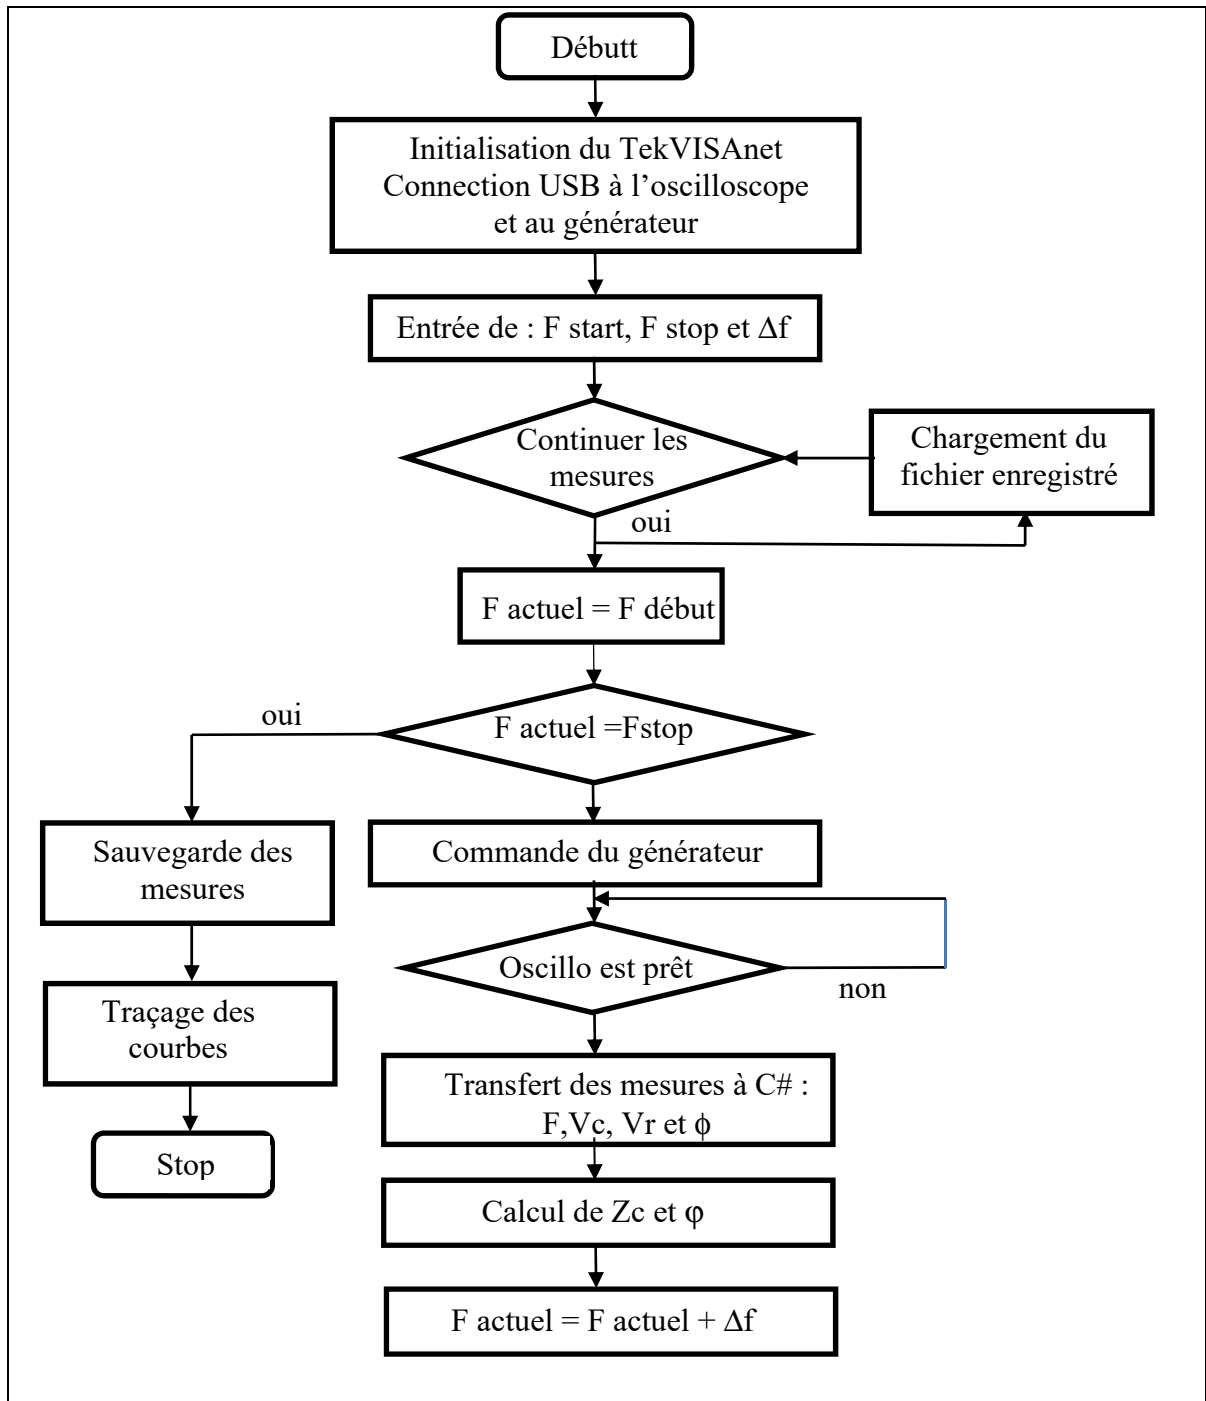 Débutt
Initialisation du TekVISAnet
Connection USB à l’oscilloscope
et au générateur
Entrée de : F start, F stop et Δf
Continuer les
mesures
Chargement du
fichier enregistré
oui
F actuel = F début
oui
F actuel =Fstop
Sauvegarde des
mesures
Commande du générateur
Oscillo est prêt
non
Traçage des
courbes
Transfert des mesures à C# :
F,Vc, Vr et ϕ
Stop
Calcul de Zc et φ
F actuel = F actuel + Δf